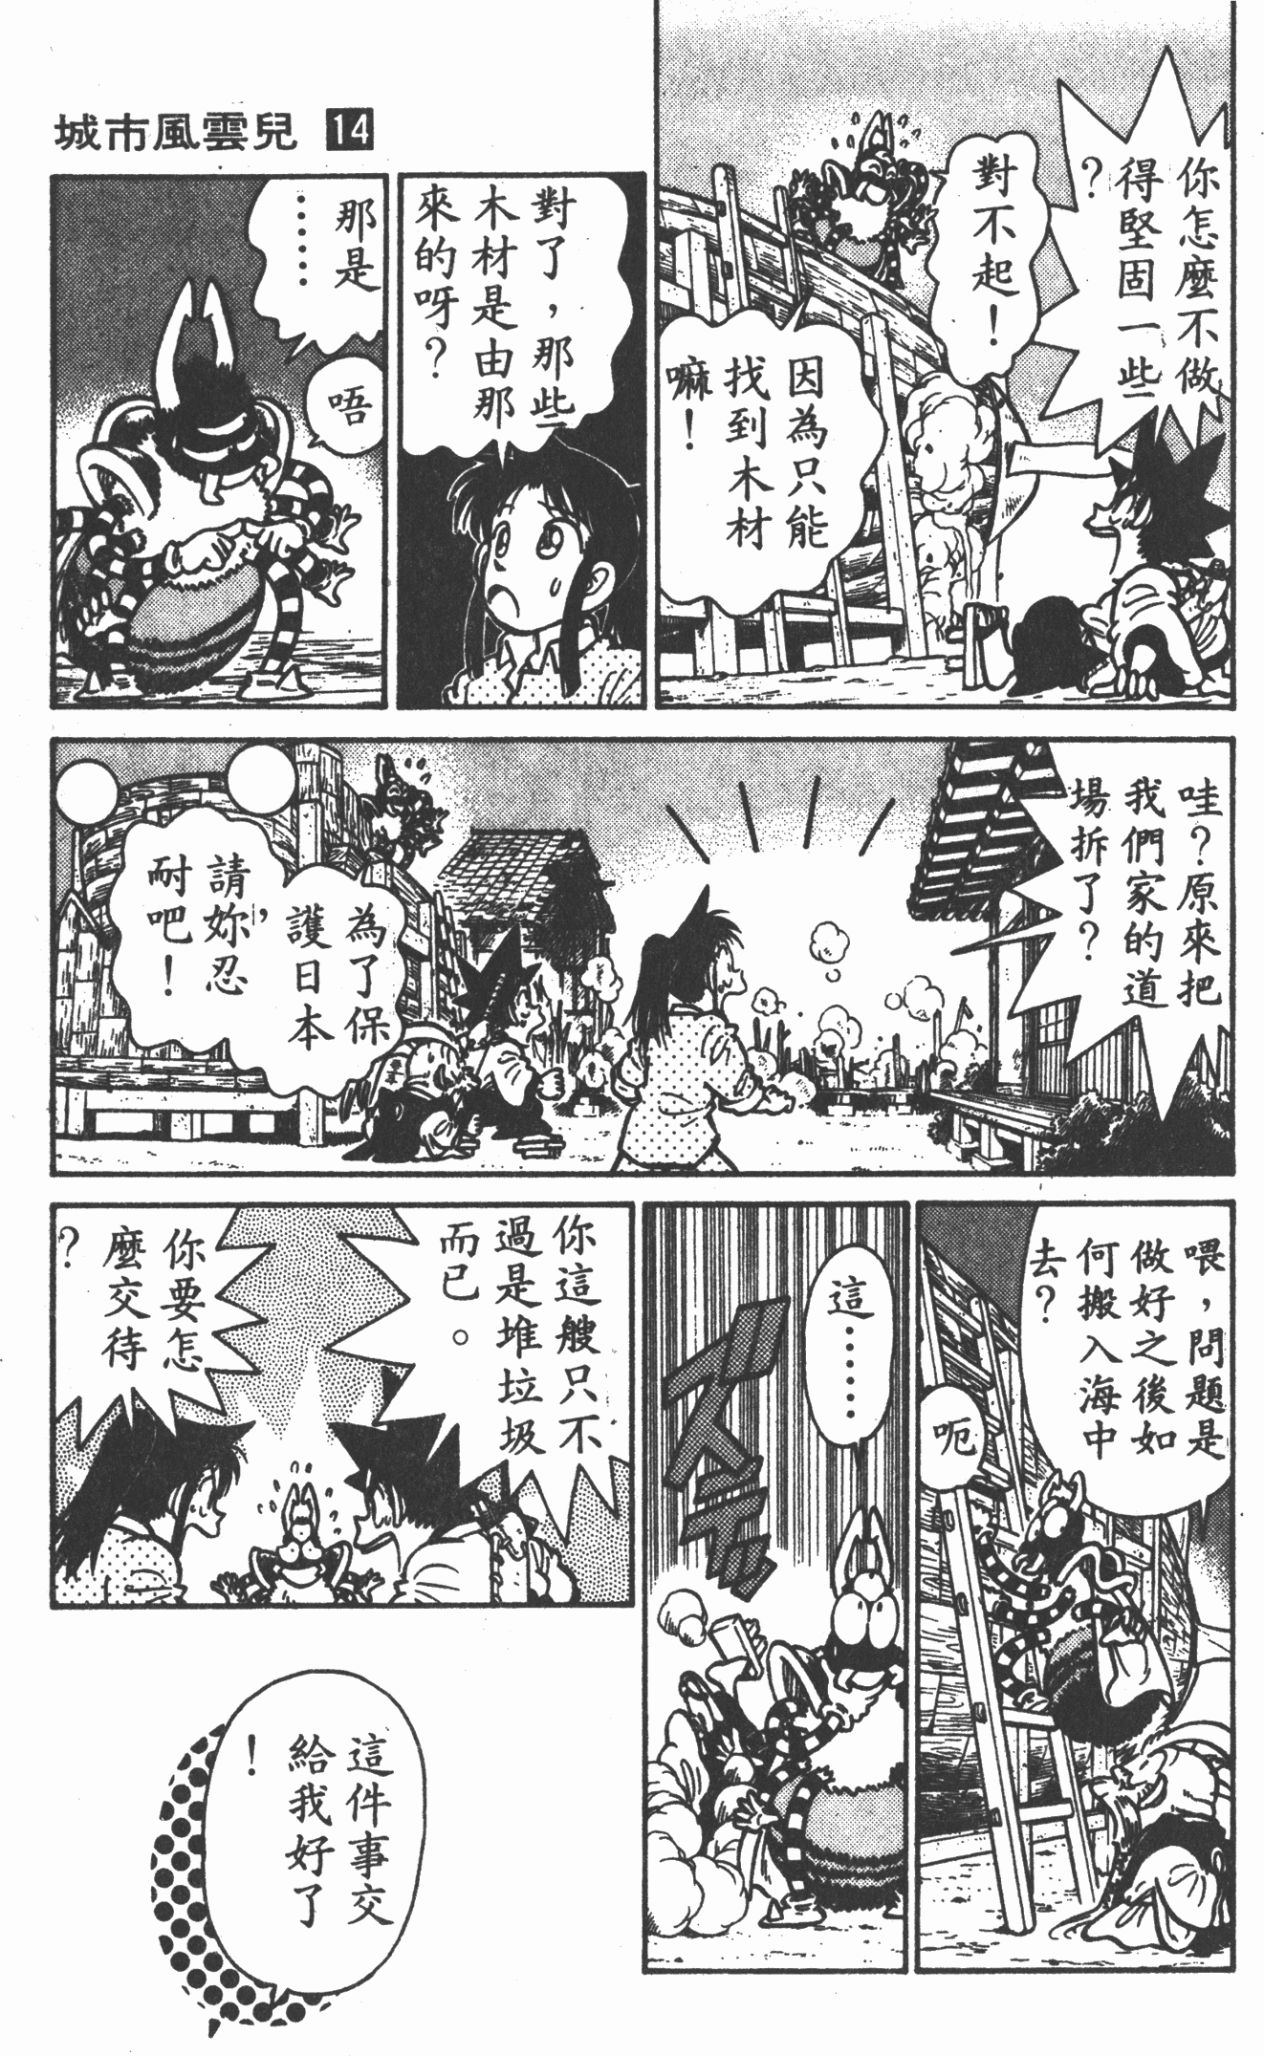 城市風雲兒 14
你怎麼不做
得堅固一些
？
對不起！
因為只能
找到木材
嘛！
對了，那些
木材是由那
來的呀？
那是
……
唔
哇？原來把
我們家的道
場拆了？
為了保
護日本，
請妳忍
耐吧！
喂，問題是
做好之後如
何搬入海中
去？
呃
這……
ズズデーン
你這艘只不
過是堆垃圾
而已。
你要怎
麼交待
？
這件事交
給我好了
！